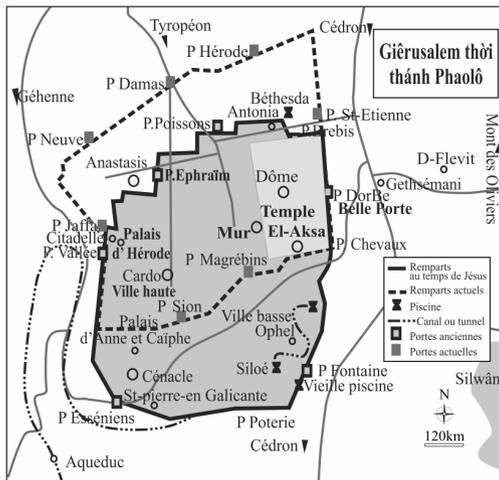 Tyropéon
Cédron
P Hérode
Giêrusalem thời
thánh Phaolô
P Damas
Géhenne
Béthesda
Antonia
P. St-Etienne
P.Poissons
P.Brebis
P Neuve
Mont des Oliviers
Anastasis
P.Ephraïm
D-Flevit
Dôme
Gethsémani
P DorBe
Belle Porte
Temple
El-Aksa
Mur
P Jaffa
Citadelle
P. Vallée
Palais
d' Hérode
P. Chevaux
P Magrébins
Cardo
Ville haute
Remparts
au temps de Jésus
Remparts actuels
Piscine
Canal ou tunnel
Portes anciennes
Portes actuelles
P Sion
Ville basse
Ophel
Palais
d'Anne et Caïphe
Siloé
P Fontaine
Vieille piscine
Cénacle
St-pierre-en Galicante
Silwân
P Esséniens
P Poterie
N
120km
Cédron
Aqueduc